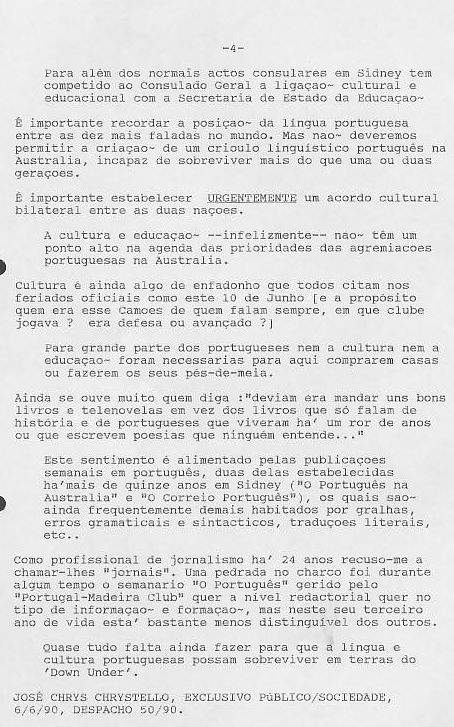 -4-
Para além dos normais actos consulares em Sidney tem
competido ao Consulado Geral a ligaçao~ cultural e
educacional com a Secretaria de Estado da Educaçao~
É importante recordar a posiçao~ da língua portuguesa
entre as dez mais faladas no mundo. Mas nao~ deveremos
permitir a criaçao~ de um crioulo linguístico português na
Australia, incapaz de sobreviver mais do que uma ou duas
geraçoes.
É importante estabelecer URGENTEMENTE um acordo cultural
bilateral entre as duas naçoes.
A cultura e educaçao~ --infelizmente-- nao~ têm um
ponto alto na agenda das prioridades das agremiacoes
portuguesas na Australia.
Cultura é ainda algo de enfadonho que todos citam nos
feriados oficiais como este 10 de Junho [e a propósito
quem era esse Camoes de quem falam sempre, em que clube
jogava ? era defesa ou avançado ?]
Para grande parte dos portugueses nem a cultura nem a
educaçao~ foram necessarias para aqui comprarem casas
ou fazerem os seus pés-de-meia.
Ainda se ouve muito quem diga :"deviam era mandar uns bons
livros e telenovelas em vez dos livros que só falam de
história e de portugueses que viveram ha' um ror de anos
ou que escrevem poesias que ninguém entende..."
Este sentimento é alimentado pelas publicaçoes
semanais em português, duas delas estabelecidas
ha'mais de quinze anos em Sidney ("O Português na
Australia" e "O Correio Português"), os quais sao~
ainda frequentemente demais habitados por gralhas,
erros gramaticais e sintacticos, traduçoes literais,
etc..
Como profissional de jornalismo ha' 24 anos recuso-me a
chamar-lhes "jornais". Uma pedrada no charco foi durante
algum tempo o semanario "O Português" gerido pelo
"Portugal-Madeira Club" quer a nível redactorial quer no
tipo de informaçao~ e formaçao~, mas neste seu terceiro
ano de vida esta' bastante menos distinguível dos outros.
Quase tudo falta ainda fazer para que a língua e
cultura portuguesas possam sobreviver em terras do
'Down Under'.
JOSÉ CHRYS CHRYSTELLO, EXCLUSIVO PúBLICO/SOCIEDADE,
6/6/90, DESPACHO 50/90.